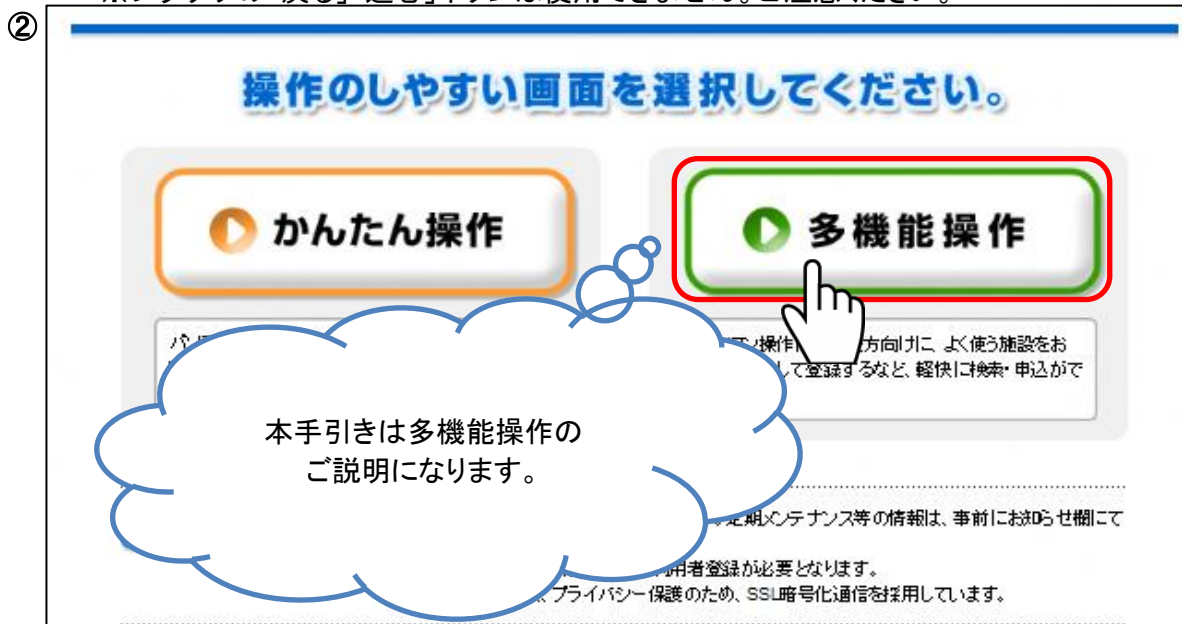 ②
操作のしやすい画面を選択してください。
かんたん操作
多機能操作
方向けに、よく使う施設をお
して登録するなど、軽快に検索・申込がで
本手引きは多機能操作の
ご説明になります。
定期メンテナンス等の情報は、事前にお知らせ欄にて
用者登録が必要となります。
、プライバシー保護のため、SSL暗号化通信を採用しています。